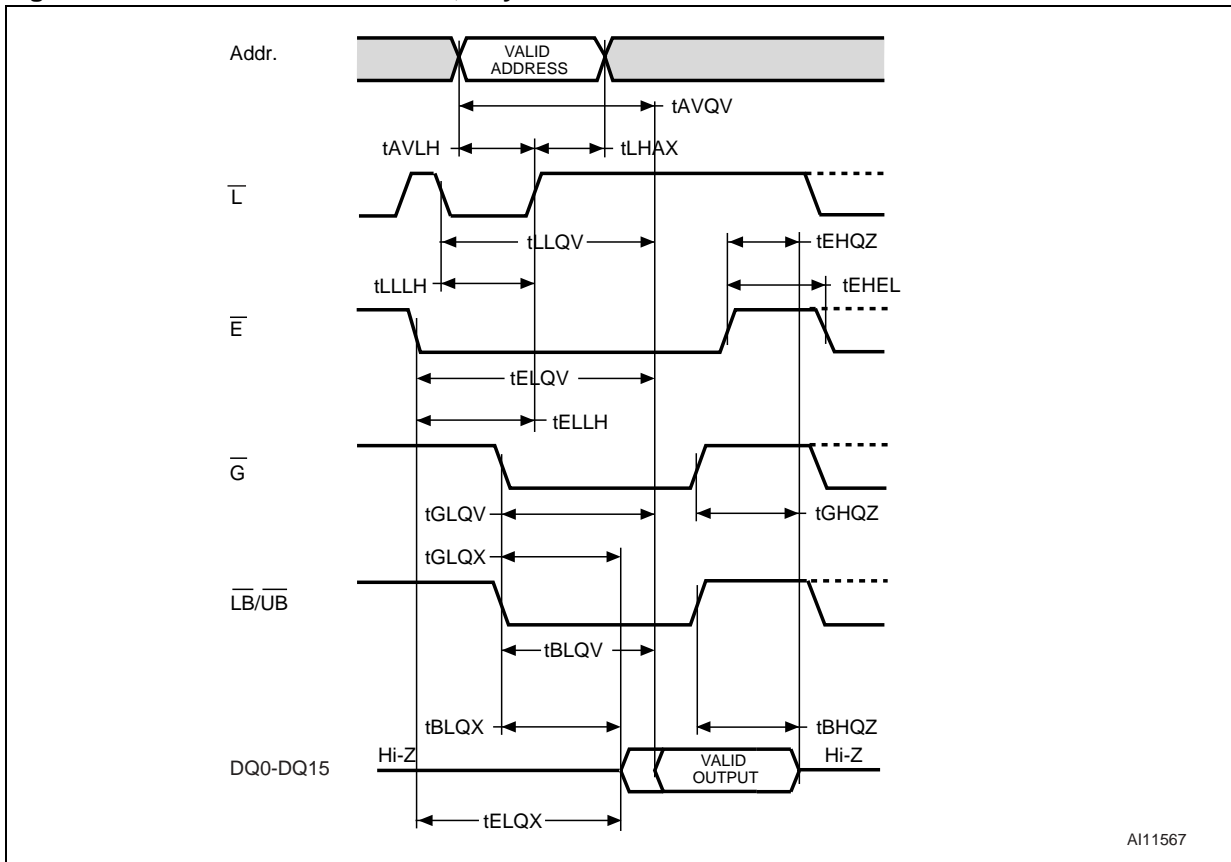 Addr.
VALID
ADDRESS
tAVQV
tAVLH
tLHAX
L
tLLQV
tEHQZ
tLLLH
tEHEL
E
tELQV
tELLH
G
tGLQV
tGHQZ
tGLQX
LB/UB
tBLQV
tBLQX
tBHQZ
Hi-Z
Hi-Z
DQ0-DQ15
VALID
OUTPUT
tELQX
AI11567